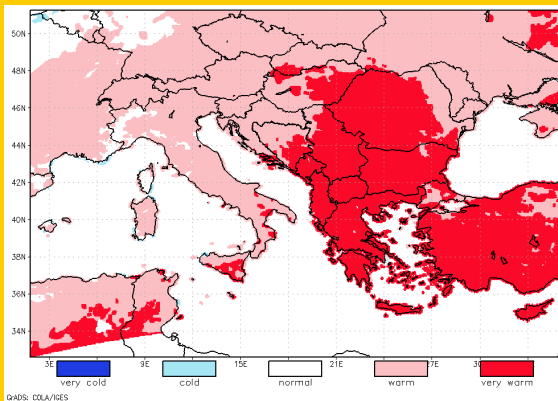 50N
48N
46N
44N
42N
40N
38N
36N
34N
3E 9E 15E 21E 27E
very cold cold normal warm very warm
GrADS: COLA/IGES